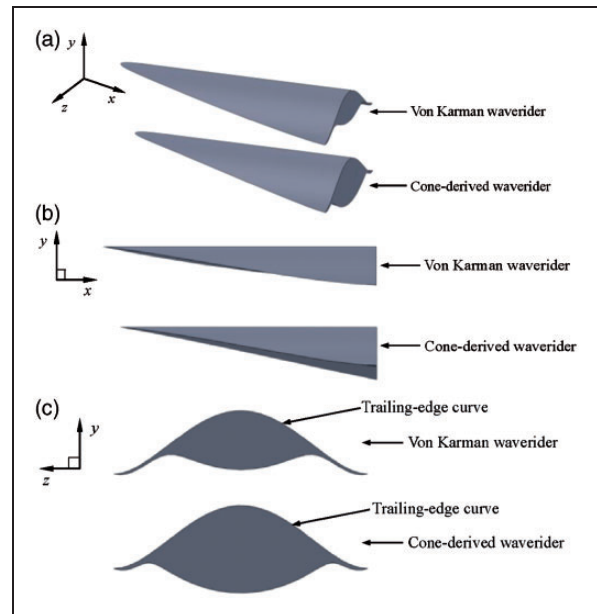 (a)
y
x
z
Von Karman waverider
Cone-derived waverider
(b)
y
x
Von Karman waverider
Cone-derived waverider
(c)
y
z
Trailing-edge curve
Von Karman waverider
Trailing-edge curve
Cone-derived waverider